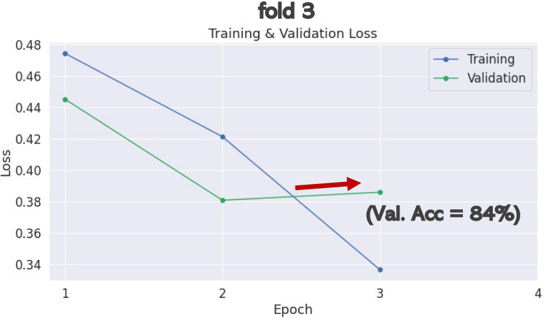 fold 3
Training & Validation Loss
0.48
0.46
0.44
0.42
0.40
0.38
0.36
0.34
Loss
Training
Validation
(Val. Acc = 84%)
1 2 3 4
Epoch